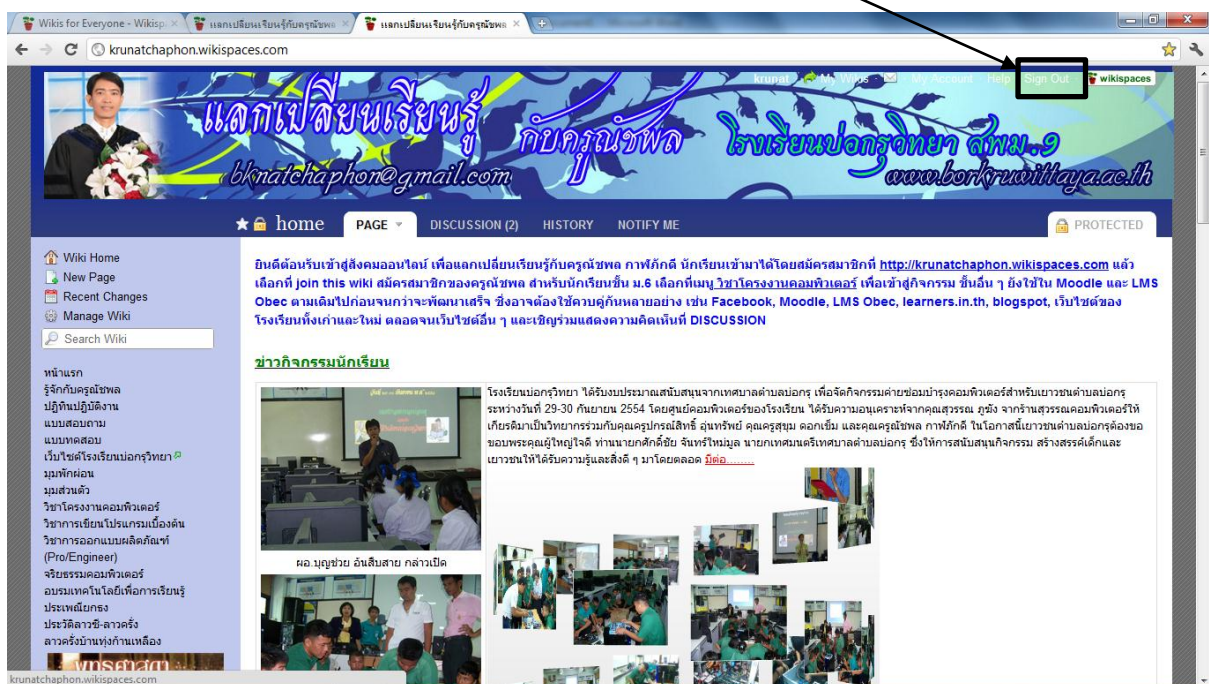 Wikis for Everyone - Wikisp
แลกเปลี่ยนเรียนรู้กับครูณัชพล
แลกเปลี่ยนเรียนรู้กับครูณัชพล
krunatchaphon.wikispaces.com
krunat · My Wikis · My Account · Help · Sign Out · wikispaces
แลกเปลี่ยนเรียนรู้ กับครูณัชพล โรงเรียนบ่อกรุวิทยา สพม.9
bknatchaphon@gmail.com www.borkruwittaya.ac.th
home PAGE DISCUSSION (2) HISTORY NOTIFY ME PROTECTED
Wiki Home
New Page
Recent Changes
Manage Wiki
Search Wiki
หน้าแรก
รู้จักกับครูณัชพล
ปฏิทินปฏิบัติงาน
แบบสอบถาม
แบบทดสอบ
เว็บไซต์โรงเรียนบ่อกรุวิทยา
มุมพักผ่อน
มุมส่วนตัว
วิชาโครงงานคอมพิวเตอร์
วิชาการเขียนโปรแกรมเบื้องต้น
วิชาการออกแบบผลิตภัณฑ์
(Pro/Engineer)
จริยธรรมคอมพิวเตอร์
อบรมเทคโนโลยีเพื่อการเรียนรู้
ประเพณียกธง
ประวัติลาวซี-ลาวครั่ง
ลาวครั่งบ้านทุ่งก้านเหลือง
พุทธศาสดา
ยินดีต้อนรับเข้าสู่สังคมออนไลน์ เพื่อแลกเปลี่ยนเรียนรู้กับครูณัชพล กาฬภักดี นักเรียนเข้ามาได้โดยสมัครสมาชิกที่ http://krunatchaphon.wikispaces.com แล้ว
เลือกที่ join this wiki สมัครสมาชิกของครูณัชพล สำหรับนักเรียนชั้น ม.6 เลือกที่เมนู วิชาโครงงานคอมพิวเตอร์ เพื่อเข้าสู่กิจกรรม ชั้นอื่น ๆ ยังใช้ใน Moodle และ LMS
Obec ตามเดิมไปก่อนจนกว่าจะพัฒนาเสร็จ ซึ่งอาจต้องใช้ควบคู่กันหลายอย่าง เช่น Facebook, Moodle, LMS Obec, learners.in.th, blogspot, เว็บไซต์ของ
โรงเรียนทั้งเก่าและใหม่ ตลอดจนเว็บไซต์อื่น ๆ และเชิญร่วมแสดงความคิดเห็นที่ DISCUSSION
ข่าวกิจกรรมนักเรียน
โรงเรียนบ่อกรุวิทยา ได้รับงบประมาณสนับสนุนจากเทศบาลตำบลบ่อกรุ เพื่อจัดกิจกรรมค่ายซ่อมบำรุงคอมพิวเตอร์สำหรับเยาวชนตำบลบ่อกรุ
ระหว่างวันที่ 29-30 กันยายน 2554 โดยศูนย์คอมพิวเตอร์ของโรงเรียน ได้รับความอนุเคราะห์จากคุณสุวรรณ ภูฆัง จากร้านสุวรรณคอมพิวเตอร์ให้
เกียรติมาเป็นวิทยากรร่วมกับคุณครูปกรณ์สิทธิ์ อุ่นทรัพย์ คุณครูสุขุม ดอกเข็ม และคุณครูณัชพล กาฬภักดี ในโอกาสนี้เยาวชนตำบลบ่อกรุต้องขอ
ขอบพระคุณผู้ใหญ่ใจดี ท่านนายกศักดิ์ชัย จันทร์ใหม่มูล นายกเทศมนตรีเทศบาลตำบลบ่อกรุ ซึ่งให้การสนับสนุนกิจกรรม สร้างสรรค์เด็กและ
เยาวชนให้ได้รับความรู้และสิ่งดี ๆ มาโดยตลอด มีต่อ........
ผอ.บุญช่วย อ้นสืบสาย กล่าวเปิด
krunatchaphon.wikispaces.com